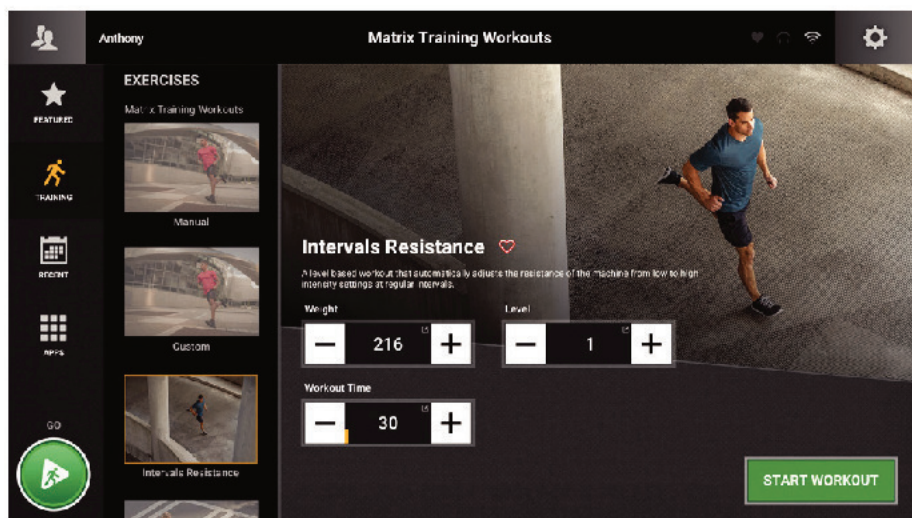 Anthony
Matrix Training Workouts
FEATURED
TRAINING
RECENT
APPS
GO
EXERCISES
Matrix Training Workouts
Manual
Custom
Intervals Resistance
Intervals Resistance
A level based workout that automatically adjusts the resistance of the machine from low to high
intensity settings at regular intervals.
Weight
216
Level
1
Workout Time
30
START WORKOUT